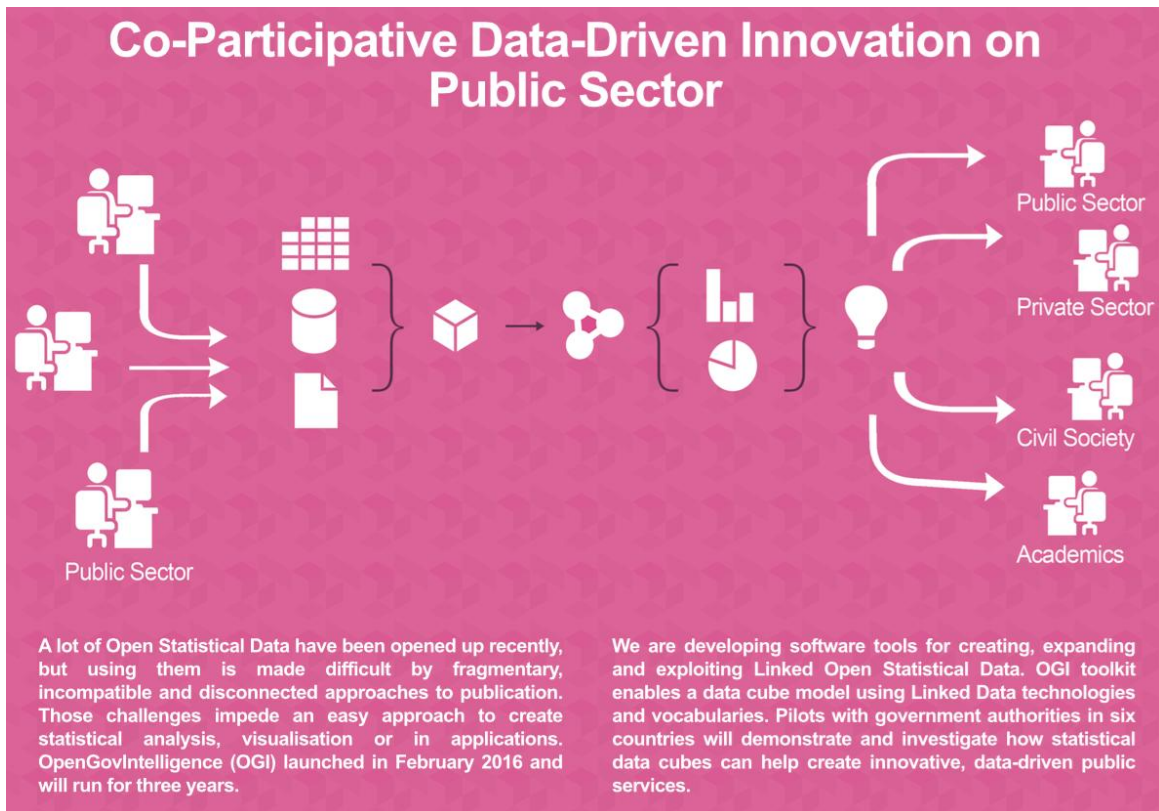 Co-Participative Data-Driven Innovation on
Public Sector
Public Sector
Private Sector
Civil Society
Academics
Public Sector
A lot of Open Statistical Data have been opened up recently,
but using them is made difficult by fragmentary,
incompatible and disconnected approaches to publication.
Those challenges impede an easy approach to create
statistical analysis, visualisation or in applications.
OpenGovIntelligence (OGI) launched in February 2016 and
will run for three years.
We are developing software tools for creating, expanding
and exploiting Linked Open Statistical Data. OGI toolkit
enables a data cube model using Linked Data technologies
and vocabularies. Pilots with government authorities in six
countries will demonstrate and investigate how statistical
data cubes can help create innovative, data-driven public
services.